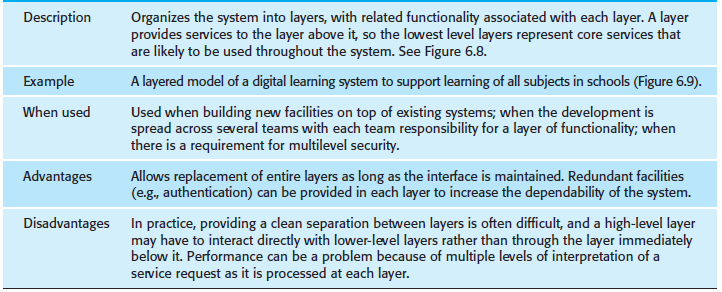 Description Organizes the system into layers, with related functionality associated with each layer. A layer
provides services to the layer above it, so the lowest level layers represent core services that
are likely to be used throughout the system. See Figure 6.8.
Example A layered model of a digital learning system to support learning of all subjects in schools (Figure 6.9).
When used Used when building new facilities on top of existing systems; when the development is
spread across several teams with each team responsibility for a layer of functionality; when
there is a requirement for multilevel security.
Advantages Allows replacement of entire layers as long as the interface is maintained. Redundant facilities
(e.g., authentication) can be provided in each layer to increase the dependability of the system.
Disadvantages In practice, providing a clean separation between layers is often difficult, and a high-level layer
may have to interact directly with lower-level layers rather than through the layer immediately
below it. Performance can be a problem because of multiple levels of interpretation of a
service request as it is processed at each layer.